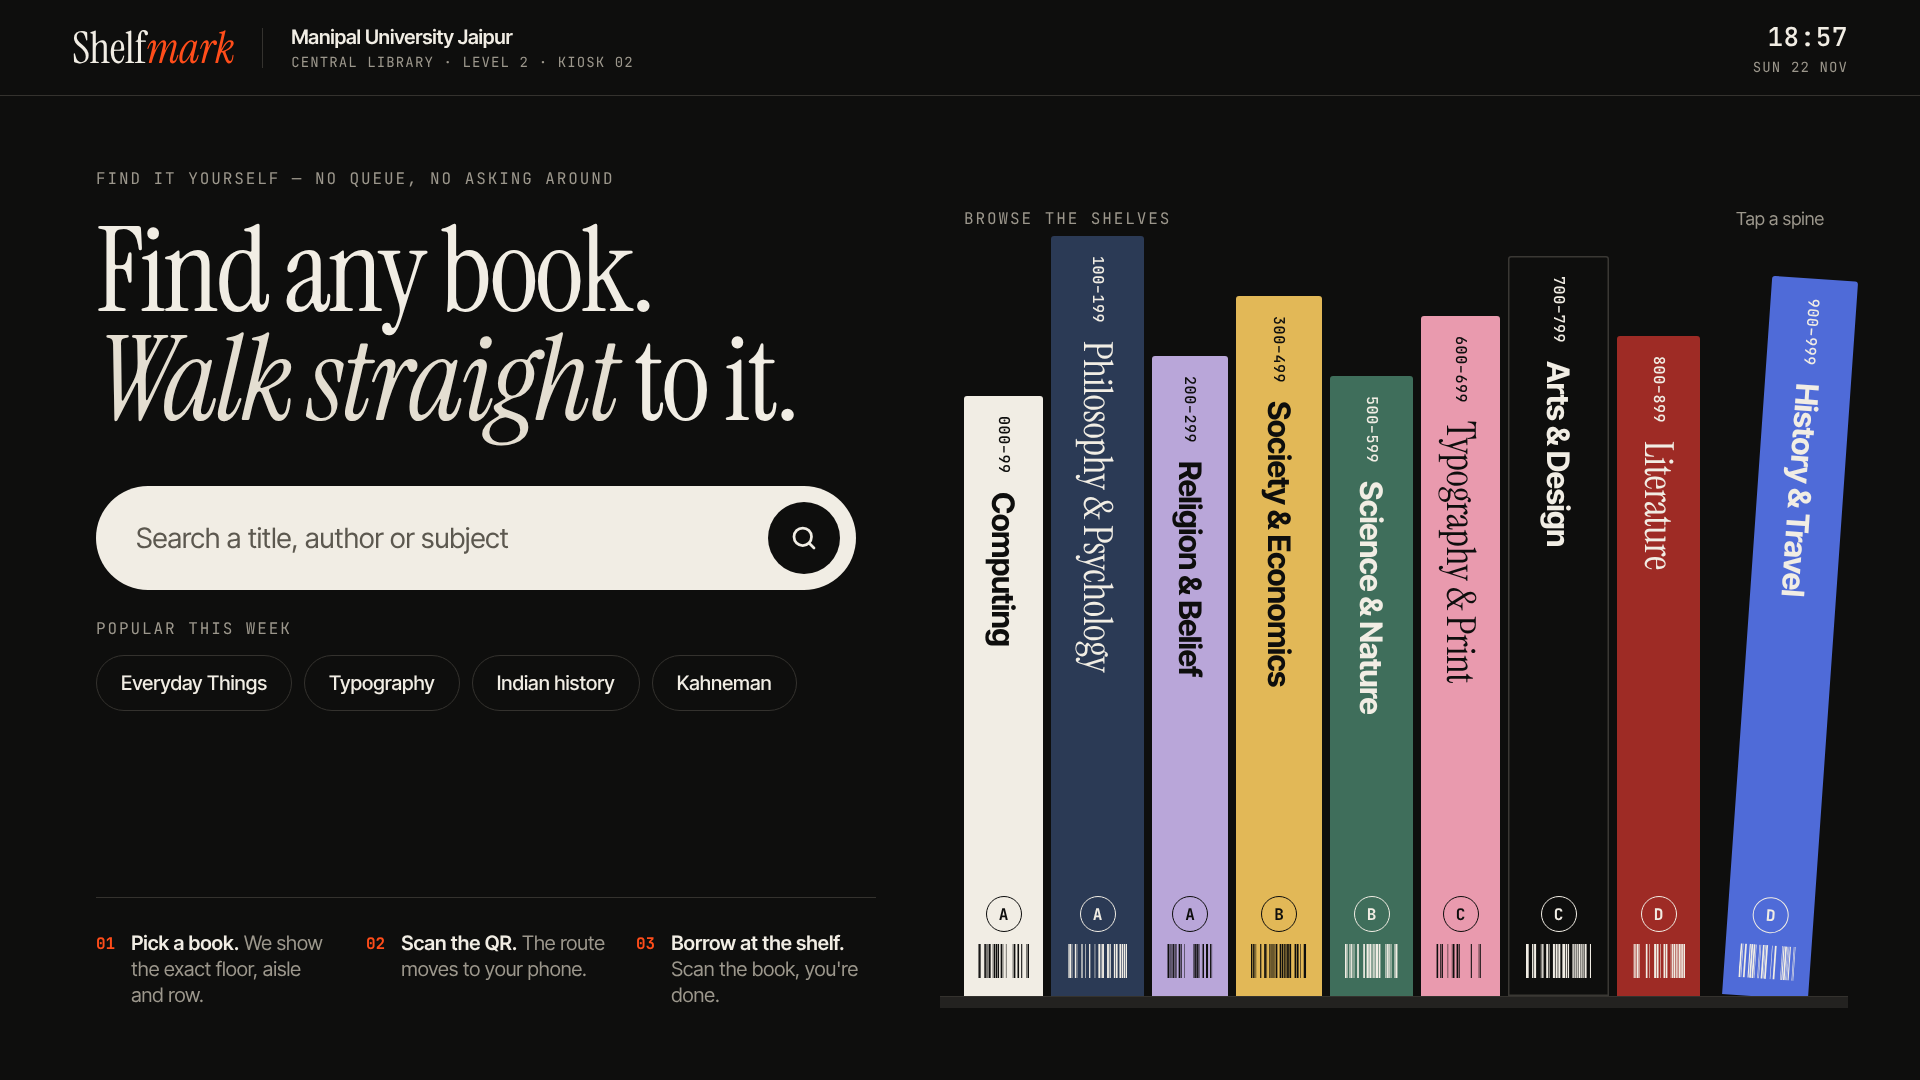 Shelfmark
Manipal University Jaipur
CENTRAL LIBRARY · LEVEL 2 · KIOSK 02
18:57
SUN 22 NOV
FIND IT YOURSELF — NO QUEUE, NO ASKING AROUND
Find any book.
Walk straight to it.
Search a title, author or subject
POPULAR THIS WEEK
Everyday Things
Typography
Indian history
Kahneman
01 Pick a book. We show
the exact floor, aisle
and row.
02 Scan the QR. The route
moves to your phone.
03 Borrow at the shelf.
Scan the book, you're
done.
BROWSE THE SHELVES
Tap a spine
000–99 Computing
A
100–199 Philosophy & Psychology
A
200–299 Religion & Belief
A
300–499 Society & Economics
B
500–599 Science & Nature
B
600–699 Typography & Print
C
700–799 Arts & Design
C
800–899 Literature
D
900–999 History & Travel
D